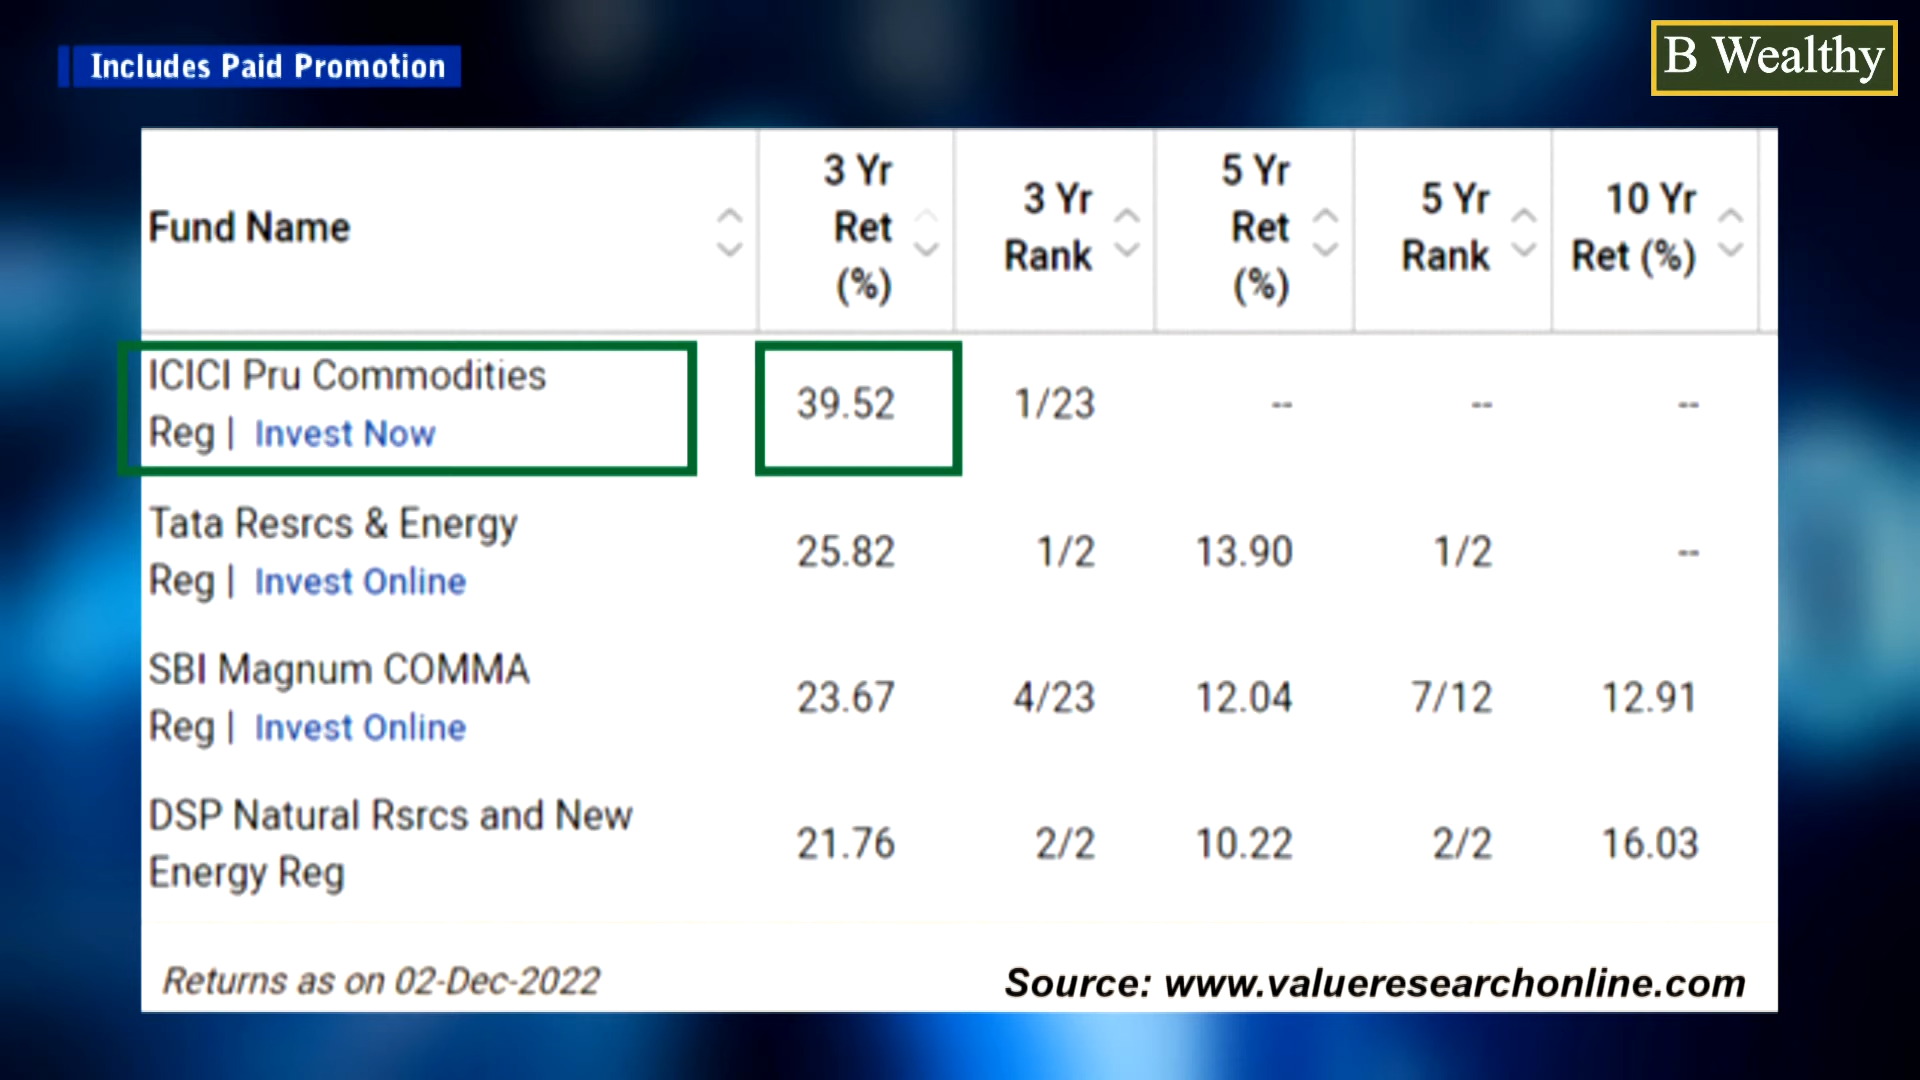 Includes Paid Promotion
B Wealthy
Fund Name
3 Yr
Ret
(%)
3 Yr
Rank
5 Yr
Ret
(%)
5 Yr
Rank
10 Yr
Ret (%)
ICICI Pru Commodities
Reg | Invest Now
39.52 1/23 -- -- --
Tata Resrcs & Energy
Reg | Invest Online
25.82 1/2 13.90 1/2 --
SBI Magnum COMMA
Reg | Invest Online
23.67 4/23 12.04 7/12 12.91
DSP Natural Rsrcs and New
Energy Reg
21.76 2/2 10.22 2/2 16.03
Returns as on 02-Dec-2022
Source: www.valueresearchonline.com